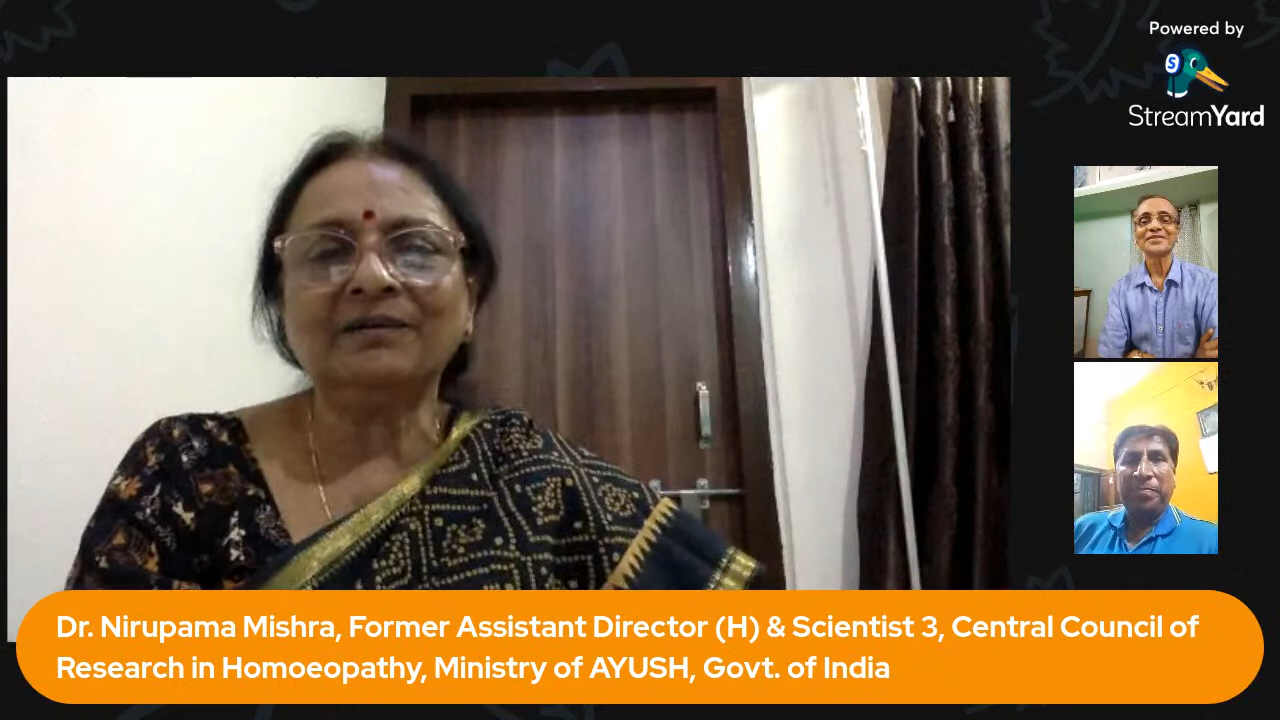 Powered by
S
StreamYard
Dr. Nirupama Mishra, Former Assistant Director (H) & Scientist 3, Central Council of
Research in Homoeopathy, Ministry of AYUSH, Govt. of India